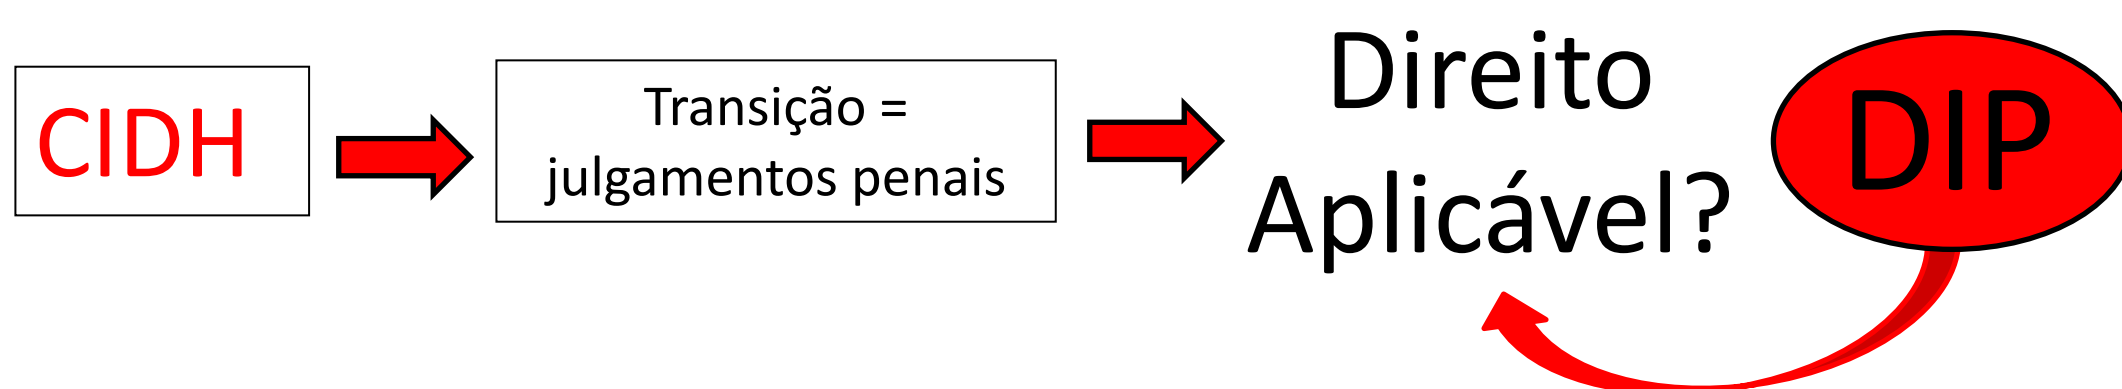 CIDH
Transição =
julgamentos penais
Direito
Aplicável?
DIP